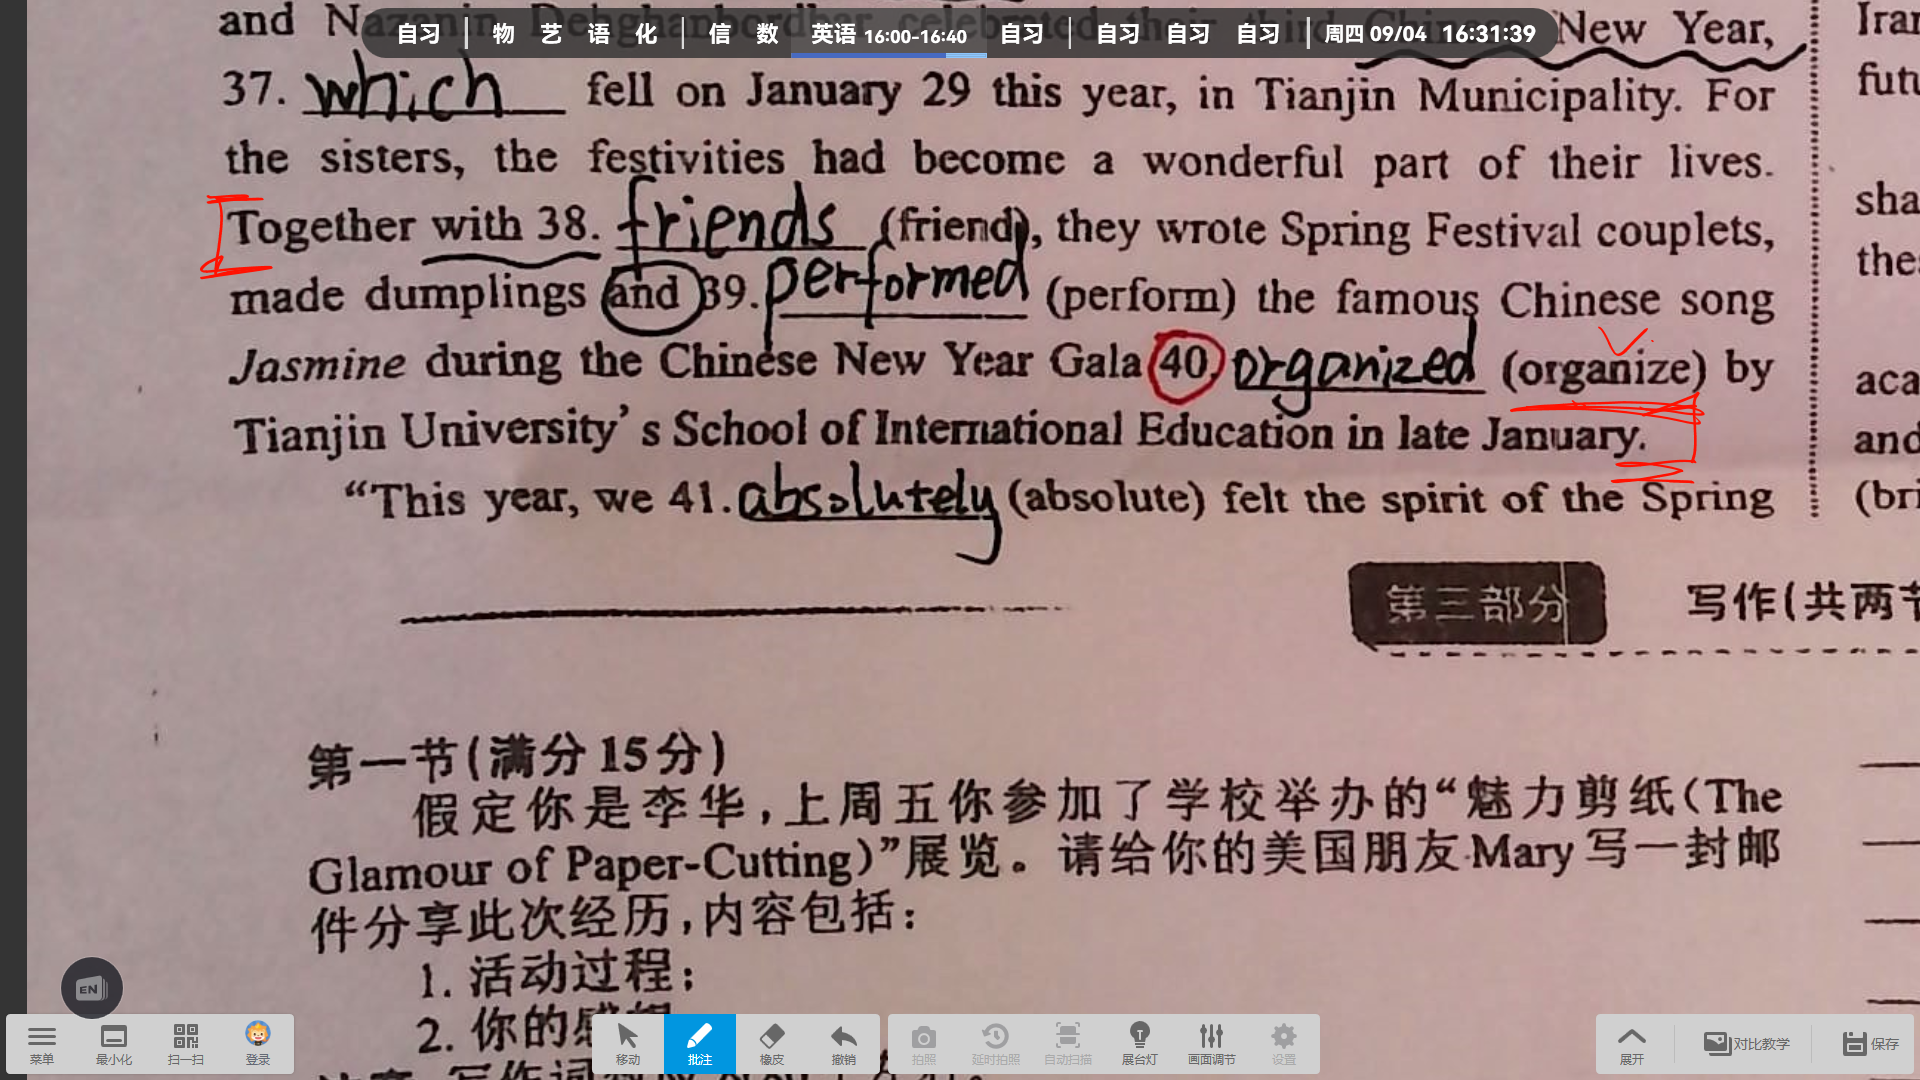 自习 | 物 艺 语 化 | 信 数 英语 16:00-16:40 自习 | 自习 自习 自习 | 周四 09/04 16:31:39
and New Year,
37. which fell on January 29 this year, in Tianjin Municipality. For
the sisters, the festivities had become a wonderful part of their lives.
Together with 38. friends (friend), they wrote Spring Festival couplets,
made dumplings and 39. performed (perform) the famous Chinese song
Jasmine during the Chinese New Year Gala 40. organized (organize) by
Tianjin University's School of International Education in late January.
“This year, we 41. absolutely (absolute) felt the spirit of the Spring
第三部分 写作(共两节
第一节(满分15分)
假定你是李华,上周五你参加了学校举办的“魅力剪纸(The
Glamour of Paper-Cutting)”展览。请给你的美国朋友Mary写一封邮
件分享此次经历,内容包括:
1. 活动过程;
2. 你的感想
Iran
futu
sha
the
aca
and
(bri
EN
菜单 最小化 扫一扫 登录 移动 批注 橡皮 撤销 拍照 延时拍照 自动扫描 展台灯 画面调节 设置 展开 对比教学 保存